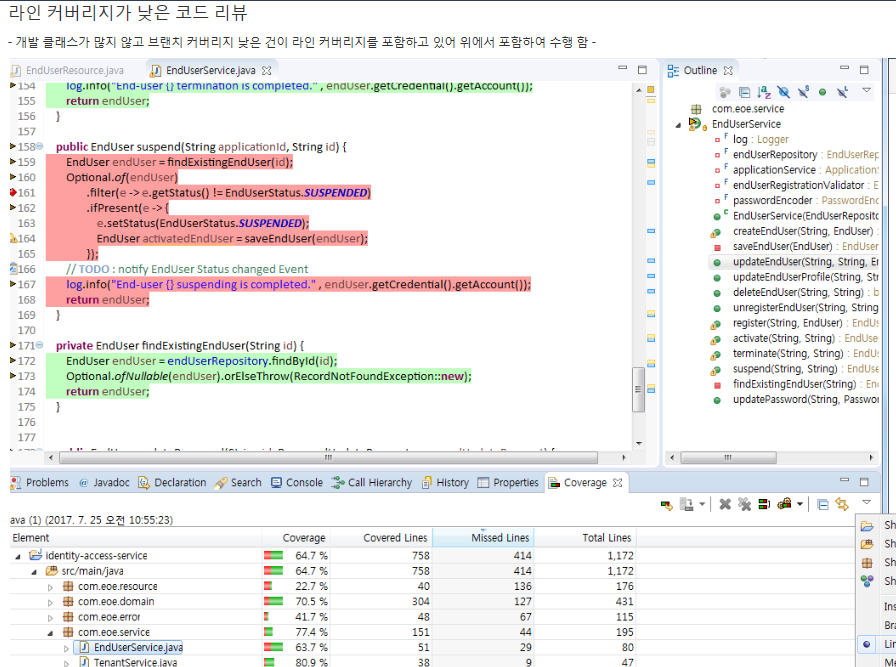 라인 커버리지가 낮은 코드 리뷰
- 개발 클래스가 많지 않고 브랜치 커버리지 낮은 건이 라인 커버리지를 포함하고 있어 위에서 포함하여 수행 함 -
EndUserResource.java EndUserService.java Outline
154 log.info("End-user {} termination is completed." , endUser.getCredential().getAccount());
155 return endUser;
156 }
157
158 public EndUser suspend(String applicationId, String id) {
159 EndUser endUser = findExistingEndUser(id);
160 Optional.of(endUser)
161 .filter(e -> e.getStatus() != EndUserStatus.SUSPENDED)
162 .ifPresent(e -> {
163 e.setStatus(EndUserStatus.SUSPENDED);
164 EndUser activatedEndUser = saveEndUser(endUser);
165 });
166 // TODO : notify EndUser Status changed Event
167 log.info("End-user {} suspending is completed." , endUser.getCredential().getAccount());
168 return endUser;
169 }
170
171 private EndUser findExistingEndUser(String id) {
172 EndUser endUser = endUserRepository.findById(id);
173 Optional.ofNullable(endUser).orElseThrow(RecordNotFoundException::new);
174 return endUser;
175 }
176
177
com.eoe.service
EndUserService
log : Logger
endUserRepository : EndUserRep
applicationService : Application
endUserRegistrationValidator : E
passwordEncoder : PasswordEnc
EndUserService(EndUserReposito
createEndUser(String, EndUser) :
saveEndUser(EndUser) : EndUser
updateEndUser(String, String, En
updateEndUserProfile(String, Str
deleteEndUser(String, String) : b
unregisterEndUser(String, String
register(String, EndUser) : EndUs
activate(String, String) : EndUser
terminate(String, String) : EndUs
suspend(String, String) : EndUse
findExistingEndUser(String) : End
updatePassword(String, Passwor
Problems @ Javadoc Declaration Search Console Call Hierarchy History Properties Coverage
ava (1) (2017. 7. 25 오전 10:55:23)
Element Coverage Covered Lines Missed Lines Total Lines
identity-access-service 64.7 % 758 414 1,172
src/main/java 64.7 % 758 414 1,172
com.eoe.resource 22.7 % 40 136 176
com.eoe.domain 70.5 % 304 127 431
com.eoe.error 41.7 % 48 67 115
com.eoe.service 77.4 % 151 44 195
EndUserService.java 63.7 % 51 29 80
TenantService.java 80.9 % 38 9 47
Sh
Sh
Sh
Sh
Ins
Bra
Lin